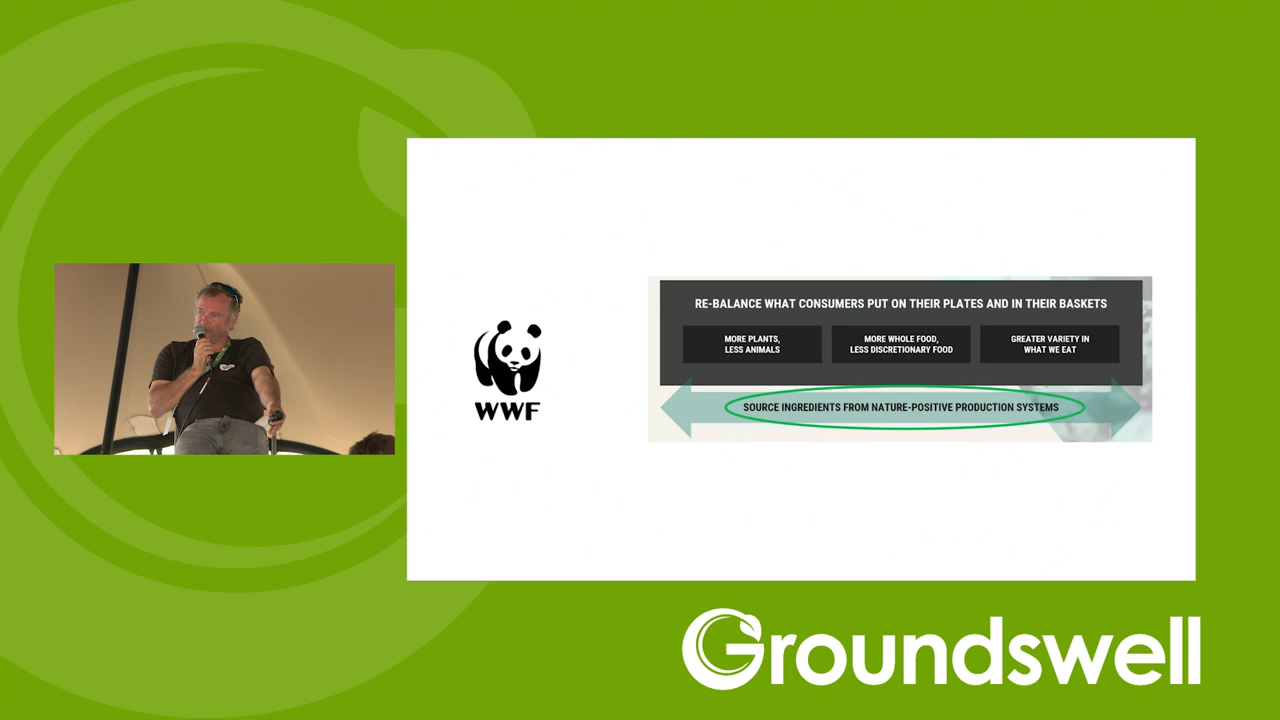 WWF
RE-BALANCE WHAT CONSUMERS PUT ON THEIR PLATES AND IN THEIR BASKETS
MORE PLANTS,
LESS ANIMALS
MORE WHOLE FOOD,
LESS DISCRETIONARY FOOD
GREATER VARIETY IN
WHAT WE EAT
SOURCE INGREDIENTS FROM NATURE-POSITIVE PRODUCTION SYSTEMS
Groundswell